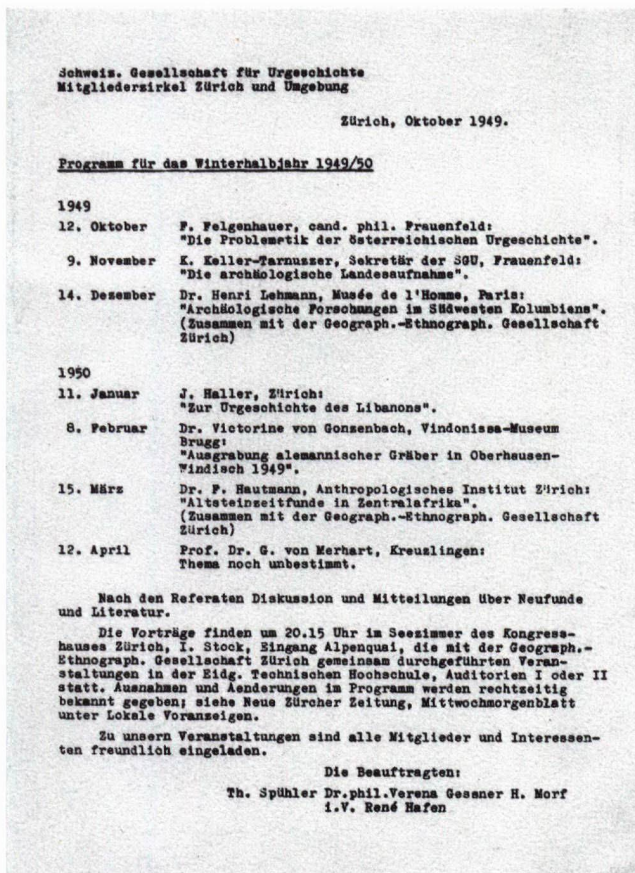 Schweiz. Gesellschaft für Urgeschichte
Mitgliederzirkel Zürich und Umgebung
Zürich, Oktober 1949.
Programm für das Winterhalbjahr 1949/50
1949
12. Oktober F. Felgenhauer, cand. phil. Frauenfeld:
"Die Problemetik der österreichischen Urgeschichte".
9. November K. Keller-Tarnuzzer, Sekretär der SGU, Frauenfeld:
"Die archäologische Landesaufnahme".
14. Dezember Dr. Henri Lehmann, Musée de l'Homme, Paris:
"Archäologische Forschungen im Südwesten Kolumbiens".
(Zusammen mit der Geograph.-Ethnograph. Gesellschaft
Zürich)
1950
11. Januar J. Haller, Zürich:
"Zur Urgeschichte des Libanons".
8. Februar Dr. Victorine von Gonzenbach, Vindonissa-Museum
Brugg:
"Ausgrabung alemannischer Gräber in Oberhausen-
Windisch 1949".
15. März Dr. F. Hautmann, Anthropologisches Institut Zürich:
"Altsteinzeitfunde in Zentralafrika".
(Zusammen mit der Geograph.-Ethnograph. Gesellschaft
Zürich)
12. April Prof. Dr. G. von Merhart, Kreuzlingen:
Thema noch unbestimmt.
Nach den Referaten Diskussion und Mitteilungen über Neufunde
und Literatur.
Die Vorträge finden um 20.15 Uhr im Seezimmer des Kongress-
hauses Zürich, I. Stock, Eingang Alpenquai, die mit der Geograph.-
Ethnograph. Gesellschaft Zürich gemeinsam durchgeführten Veran-
staltungen in der Eidg. Technischen Hochschule, Auditorien I oder II
statt. Ausnahmen und Aenderungen im Programm werden rechtzeitig
bekannt gegeben; siehe Neue Zürcher Zeitung, Mittwochmorgenblatt
unter Lokale Voranzeigen.
Zu unsern Veranstaltungen sind alle Mitglieder und Interessen-
ten freundlich eingeladen.
Die Beauftragten:
Th. Spühler Dr.phil.Verena Gessner H. Morf
i.V. René Hafen